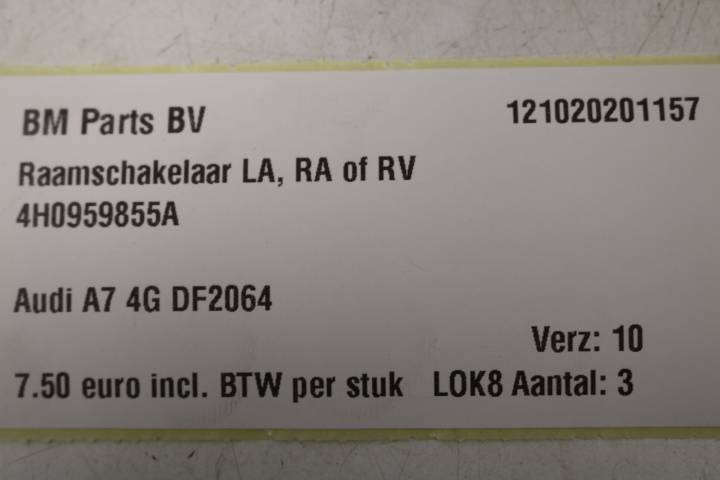 BM Parts BV 121020201157
Raamschakelaar LA, RA of RV
4H0959855A
Audi A7 4G DF2064
Verz: 10
7.50 euro incl. BTW per stuk LOK8 Aantal: 3